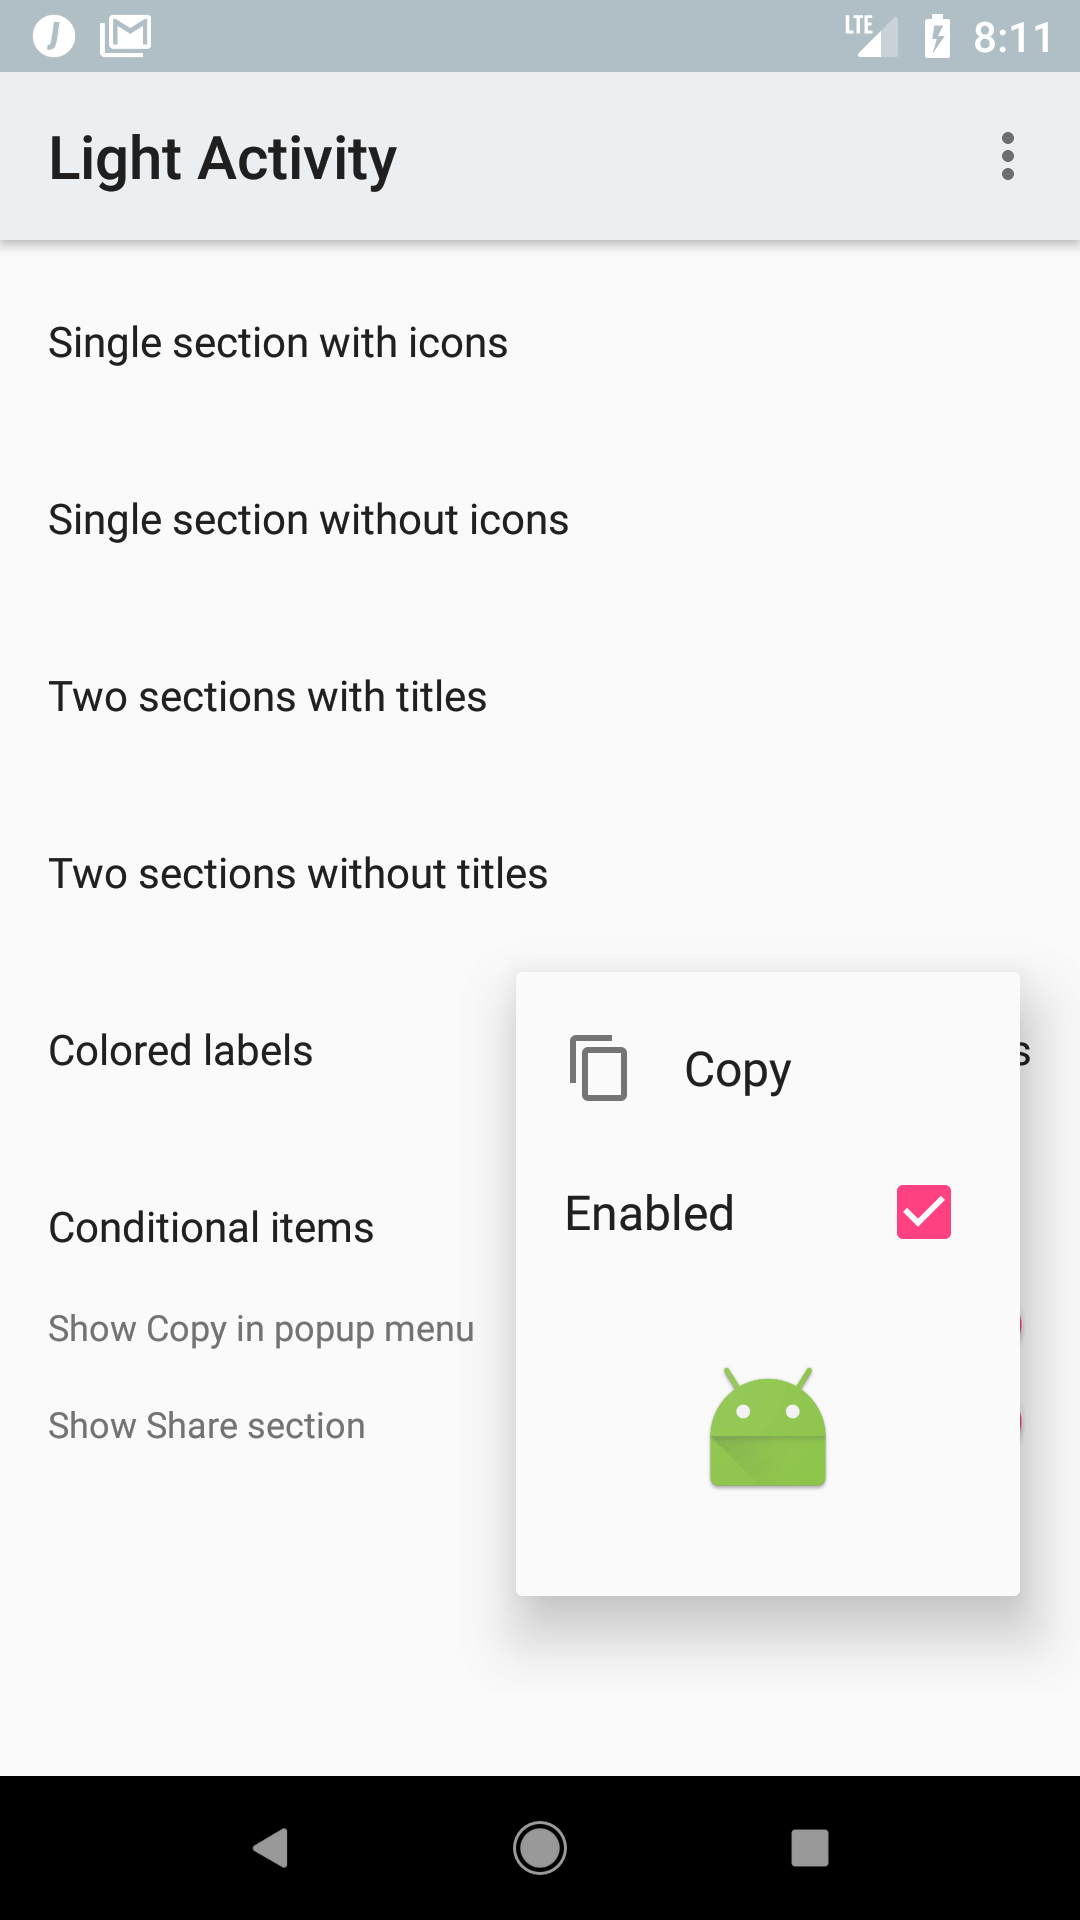 LTE 8:11
Light Activity
Single section with icons
Single section without icons
Two sections with titles
Two sections without titles
Colored labels
Copy
Enabled
Conditional items
Show Copy in popup menu
Show Share section